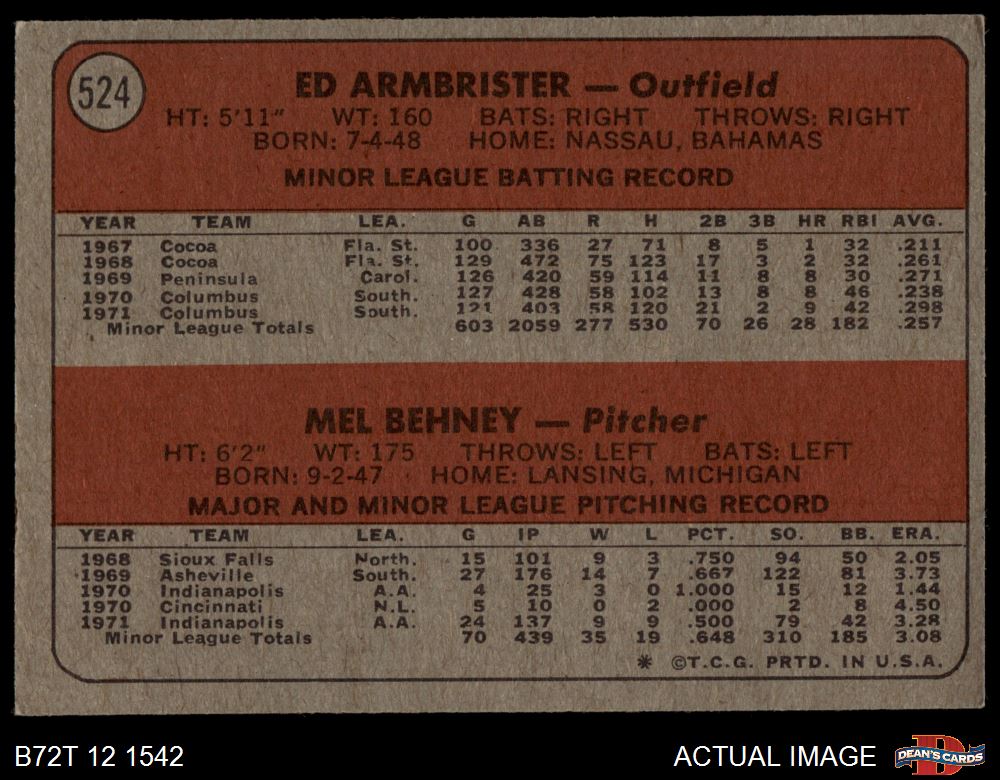 524
ED ARMBRISTER — Outfield
HT: 5'11" WT: 160 BATS: RIGHT THROWS: RIGHT
BORN: 7-4-48 HOME: NASSAU, BAHAMAS
MINOR LEAGUE BATTING RECORD
YEAR TEAM LEA. G AB R H 2B 3B HR RBI AVG.
1967 Cocoa Fla. St. 100 336 27 71 8 5 1 32 .211
1968 Cocoa Fla. St. 129 472 75 123 17 3 2 32 .261
1969 Peninsula Carol. 126 420 59 114 11 8 8 30 .271
1970 Columbus South. 127 428 58 102 13 8 8 46 .238
1971 Columbus South. 121 403 58 120 21 2 9 42 .298
Minor League Totals 603 2059 277 530 70 26 28 182 .257
MEL BEHNEY — Pitcher
HT: 6'2" WT: 175 THROWS: LEFT BATS: LEFT
BORN: 9-2-47 HOME: LANSING, MICHIGAN
MAJOR AND MINOR LEAGUE PITCHING RECORD
YEAR TEAM LEA. G IP W L PCT. SO. BB. ERA.
1968 Sioux Falls North. 15 101 9 3 .750 94 50 2.05
1969 Asheville South. 27 176 14 7 .667 122 81 3.73
1970 Indianapolis A.A. 4 25 3 0 1.000 15 12 1.44
1970 Cincinnati N.L. 5 10 0 2 .000 2 8 4.50
1971 Indianapolis A.A. 24 137 9 9 .500 79 42 3.28
Minor League Totals 70 439 35 19 .648 310 185 3.08
* ©T.C.G. PRTD. IN U.S.A.
B72T 12 1542 ACTUAL IMAGE DEAN'S CARDS